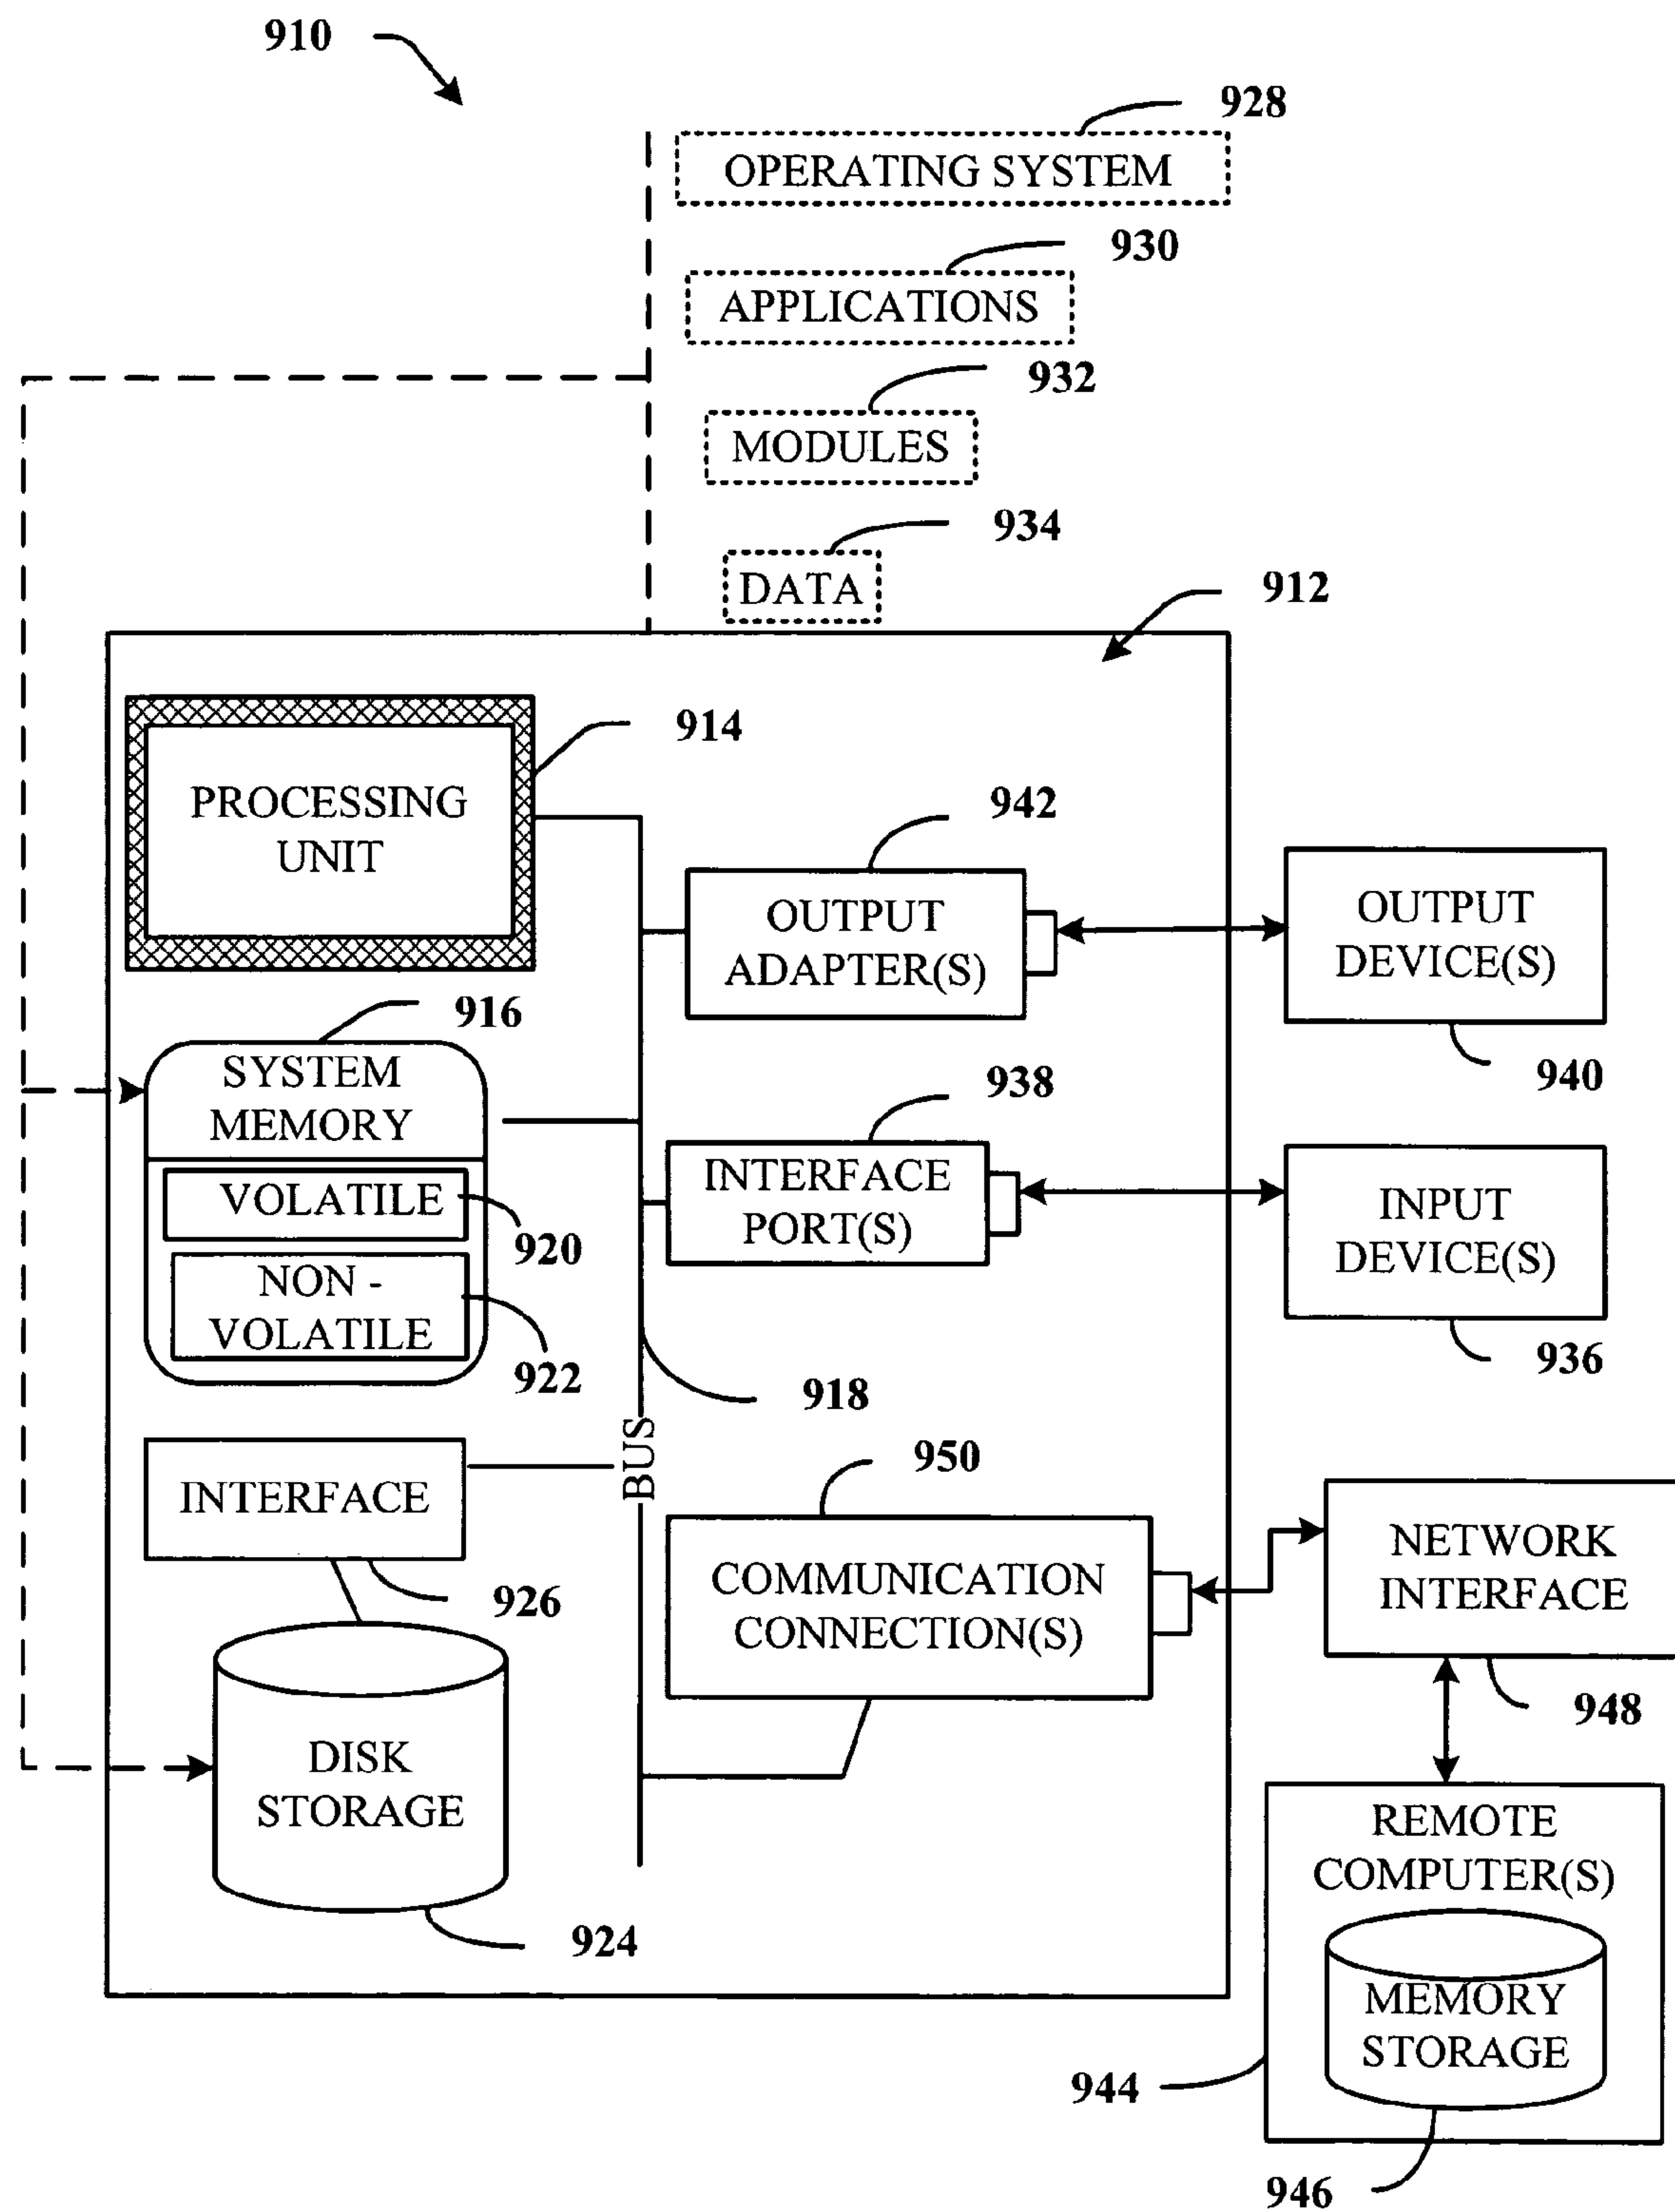 910
928
OPERATING SYSTEM
930
APPLICATIONS
932
MODULES
934
DATA
912
914
PROCESSING
UNIT
942
OUTPUT
ADAPTER(S)
OUTPUT
DEVICE(S)
940
916
SYSTEM
MEMORY
VOLATILE
920
NON -
VOLATILE
922
938
INTERFACE
PORT(S)
INPUT
DEVICE(S)
936
918
BUS
INTERFACE
926
950
COMMUNICATION
CONNECTION(S)
NETWORK
INTERFACE
948
DISK
STORAGE
924
REMOTE
COMPUTER(S)
MEMORY
STORAGE
944
946